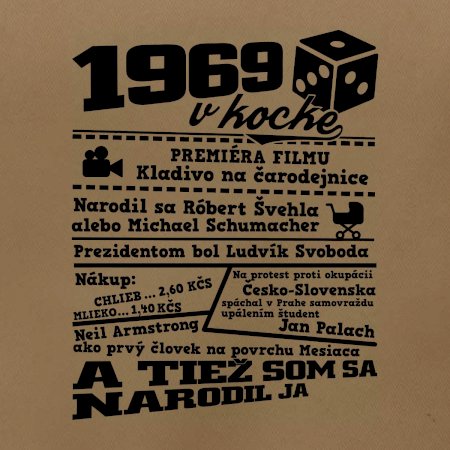 1969
v kocke
PREMIÉRA FILMU
Kladivo na čarodejnice
Narodil sa Róbert Švehla
alebo Michael Schumacher
Prezidentom bol Ludvík Svoboda
Nákup:
CHLIEB ... 2,60 KČS
MLIEKO ... 1,40 KČS
Na protest proti okupácii
Česko-Slovenska
spáchal v Prahe samovraždu
upálením študent
Jan Palach
Neil Armstrong
ako prvý človek na povrchu Mesiaca
A TIEŽ SOM SA
NARODIL JA